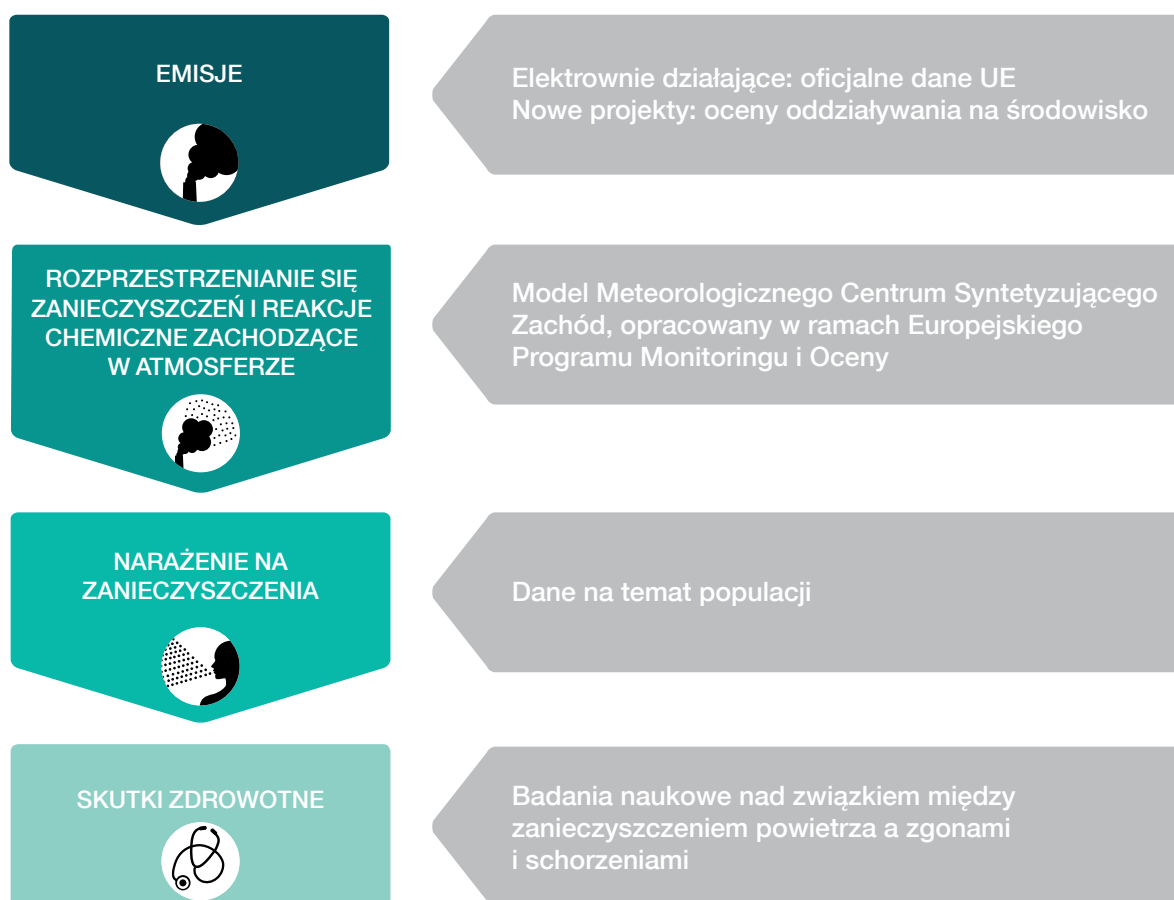 EMISJE
Elektrownie działające: oficjalne dane UE
Nowe projekty: oceny oddziaływania na środowisko
ROZPRZESTRZENIANIE SIĘ
ZANIECZYSZCZEŃ I REAKCJE
CHEMICZNE ZACHODZĄCE
W ATMOSFERZE
Model Meteorologicznego Centrum Syntetyzującego
Zachód, opracowany w ramach Europejskiego
Programu Monitoringu i Oceny
NARAŻENIE NA
ZANIECZYSZCZENIA
Dane na temat populacji
SKUTKI ZDROWOTNE
Badania naukowe nad związkiem między
zanieczyszczeniem powietrza a zgonami
i schorzeniami